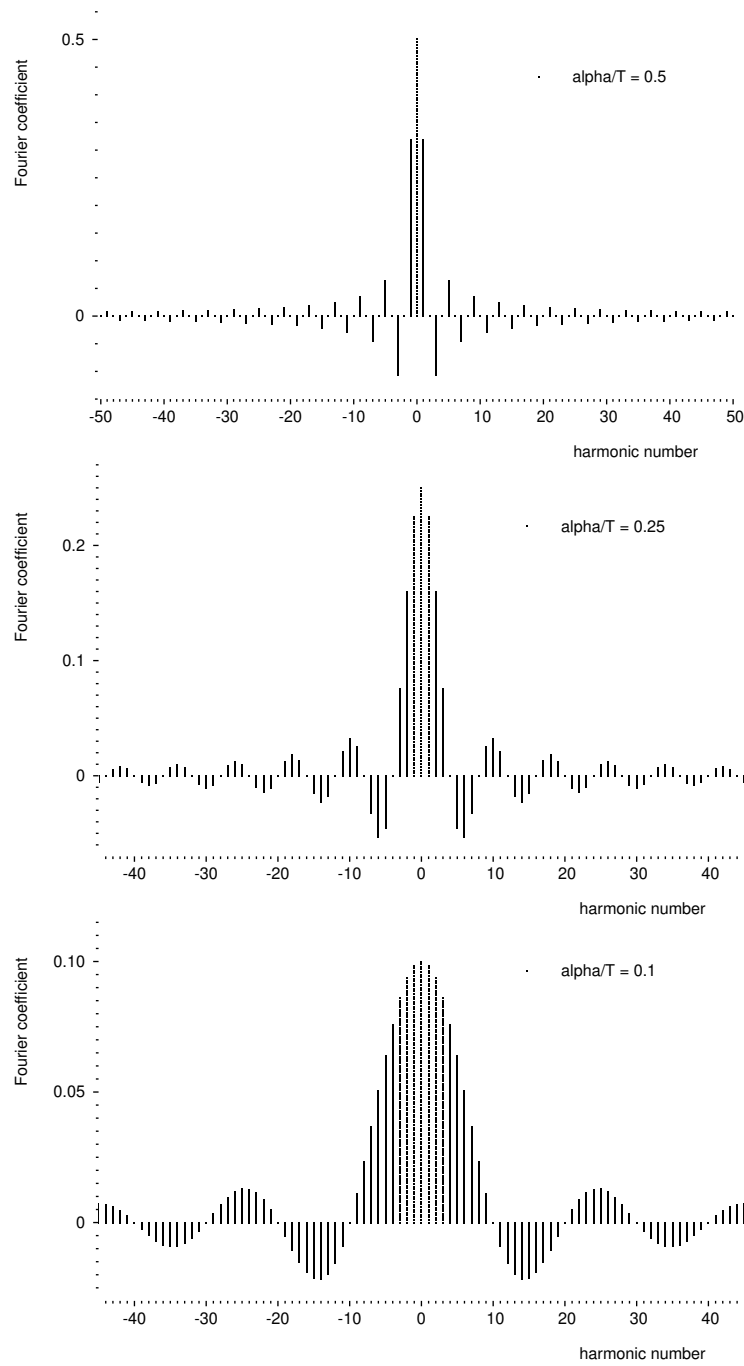 0.5
Fourier coefficient
alpha/T = 0.5
0
-50 -40 -30 -20 -10 0 10 20 30 40 50
harmonic number
Fourier coefficient
alpha/T = 0.25
0.2
0.1
0
-40 -30 -20 -10 0 10 20 30 40
harmonic number
Fourier coefficient
0.10
alpha/T = 0.1
0.05
0
-40 -30 -20 -10 0 10 20 30 40
harmonic number